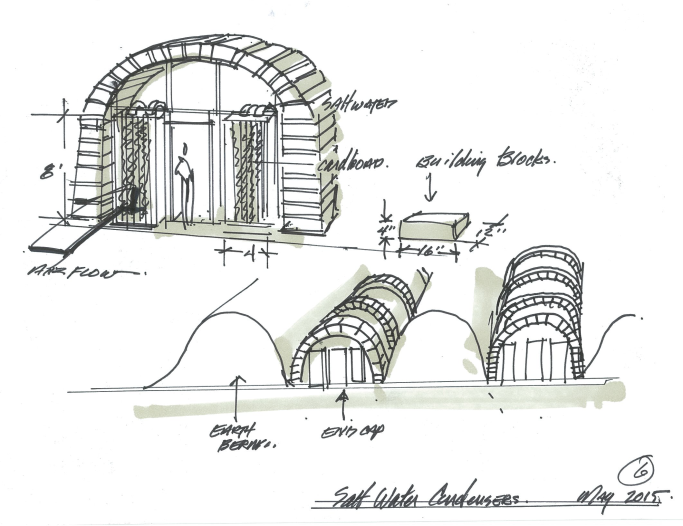 SALTWATER
8'
CARDBOARD.
Building Blocks.
4"
16"
12"
4'
AIR FLOW.
EARTH
BERM.
END CAP
6
Salt Water Condensers. May 2015.